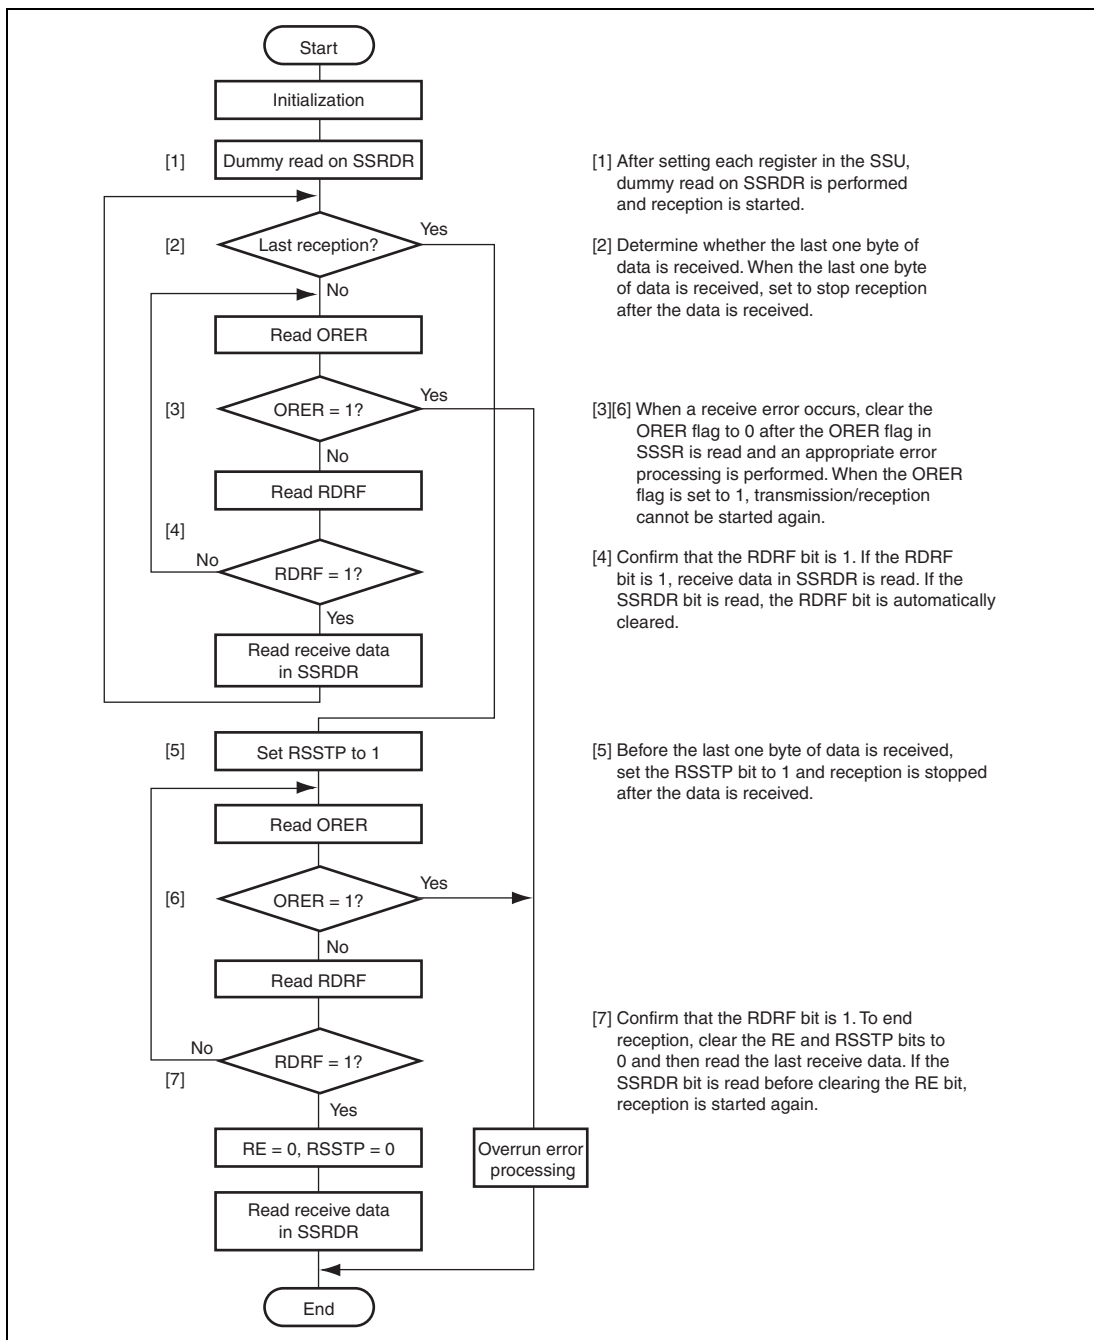 Start
Initialization
[1]
Dummy read on SSRDR
[1] After setting each register in the SSU,
dummy read on SSRDR is performed
and reception is started.
[2]
Last reception?
Yes
No
[2] Determine whether the last one byte of
data is received. When the last one byte
of data is received, set to stop reception
after the data is received.
Read ORER
[3]
ORER = 1?
Yes
No
[3][6] When a receive error occurs, clear the
ORER flag to 0 after the ORER flag in
SSSR is read and an appropriate error
processing is performed. When the ORER
flag is set to 1, transmission/reception
cannot be started again.
Read RDRF
[4]
No
RDRF = 1?
Yes
[4] Confirm that the RDRF bit is 1. If the RDRF
bit is 1, receive data in SSRDR is read. If the
SSRDR bit is read, the RDRF bit is automatically
cleared.
Read receive data
in SSRDR
[5]
Set RSSTP to 1
[5] Before the last one byte of data is received,
set the RSSTP bit to 1 and reception is stopped
after the data is received.
Read ORER
[6]
ORER = 1?
Yes
No
Read RDRF
No
RDRF = 1?
[7]
Yes
[7] Confirm that the RDRF bit is 1. To end
reception, clear the RE and RSSTP bits to
0 and then read the last receive data. If the
SSRDR bit is read before clearing the RE bit,
reception is started again.
RE = 0, RSSTP = 0
Overrun error
processing
Read receive data
in SSRDR
End